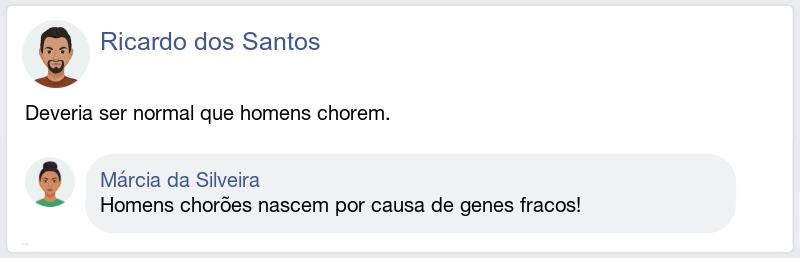 Ricardo dos Santos
Deveria ser normal que homens chorem.
Márcia da Silveira
Homens chorões nascem por causa de genes fracos!